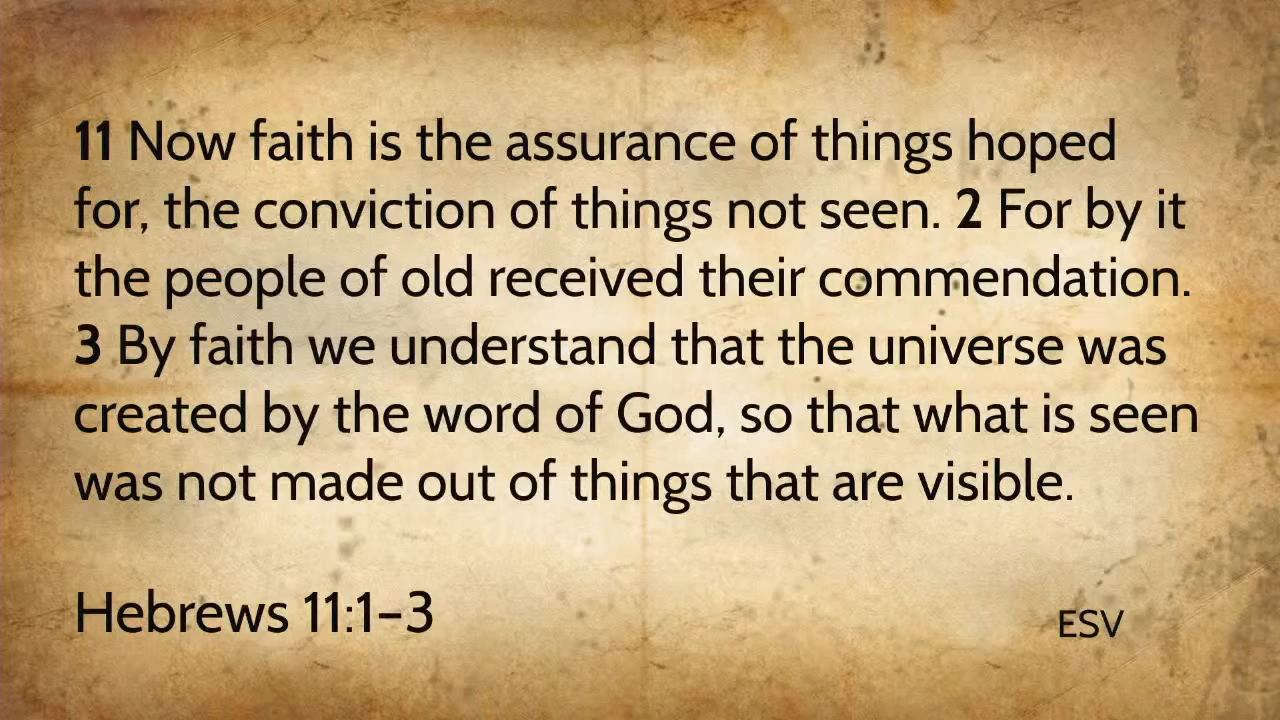 11 Now faith is the assurance of things hoped
for, the conviction of things not seen. 2 For by it
the people of old received their commendation.
3 By faith we understand that the universe was
created by the word of God, so that what is seen
was not made out of things that are visible.
Hebrews 11:1–3
ESV